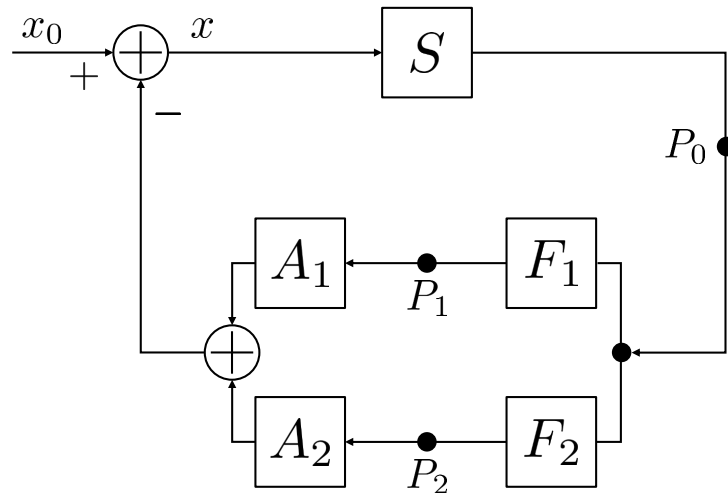 x₀
x
S
+
−
P₀
A₁
P₁
F₁
A₂
P₂
F₂